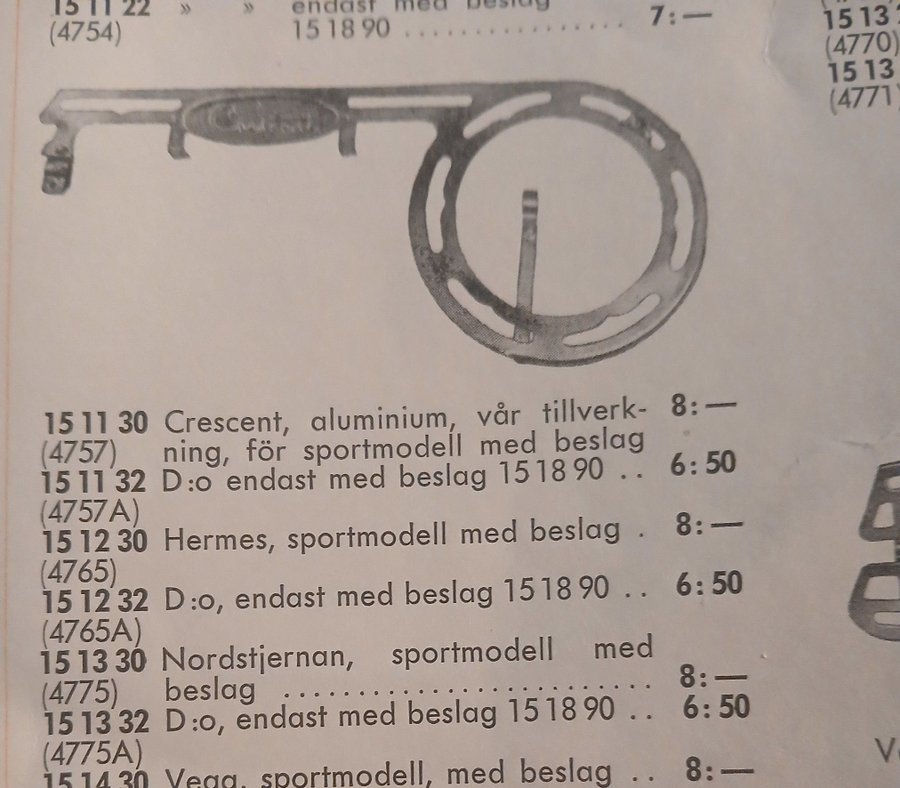 15 11 22 » » endast med beslag
(4754) 15 18 90 .................. 7:—
15 13
(4770)
15 13
(4771)
Crescent
15 11 30 Crescent, aluminium, vår tillverk- 8:—
(4757) ning, för sportmodell med beslag
15 11 32 D:o endast med beslag 15 18 90 .. 6:50
(4757A)
15 12 30 Hermes, sportmodell med beslag . 8:—
(4765)
15 12 32 D:o, endast med beslag 15 18 90 .. 6:50
(4765A)
15 13 30 Nordstjernan, sportmodell med
(4775) beslag ......................... 8:—
15 13 32 D:o, endast med beslag 15 18 90 .. 6:50
(4775A)
15 14 30 Vega, sportmodell, med beslag .. 8:—